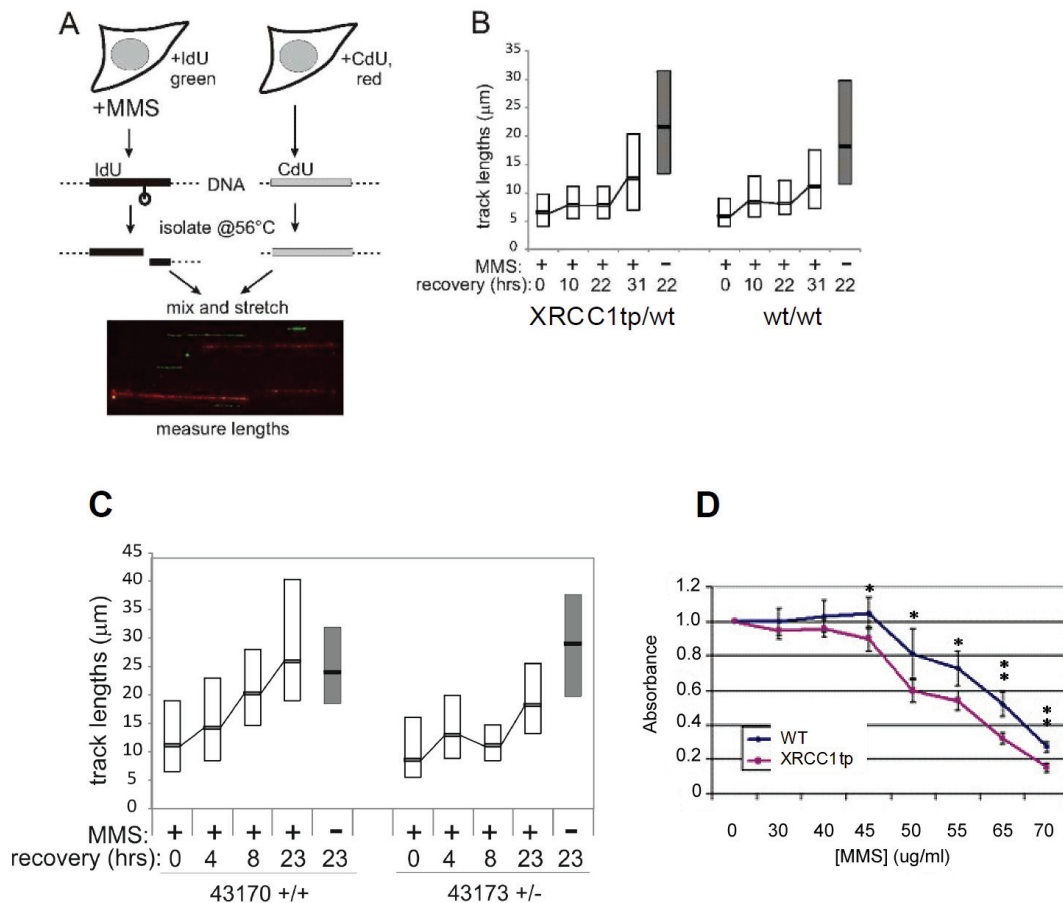 A
+IdU
green
+CdU,
red
+MMS
IdU
CdU
DNA
isolate @56°C
mix and stretch
measure lengths
B
track lengths (μm)
35
30
25
20
15
10
5
0
MMS: + + + + - + + + + -
recovery (hrs): 0 10 22 31 22 0 10 22 31 22
XRCC1tp/wt wt/wt
C
track lengths (μm)
45
40
35
30
25
20
15
10
5
0
MMS: + + + + - + + + + -
recovery (hrs): 0 4 8 23 23 0 4 8 23 23
43170 +/+ 43173 +/-
D
Absorbance
1.2
1.0
0.8
0.6
0.4
0.2
0
* * * ** **
WT
XRCC1tp
0 30 40 45 50 55 65 70
[MMS] (ug/ml)